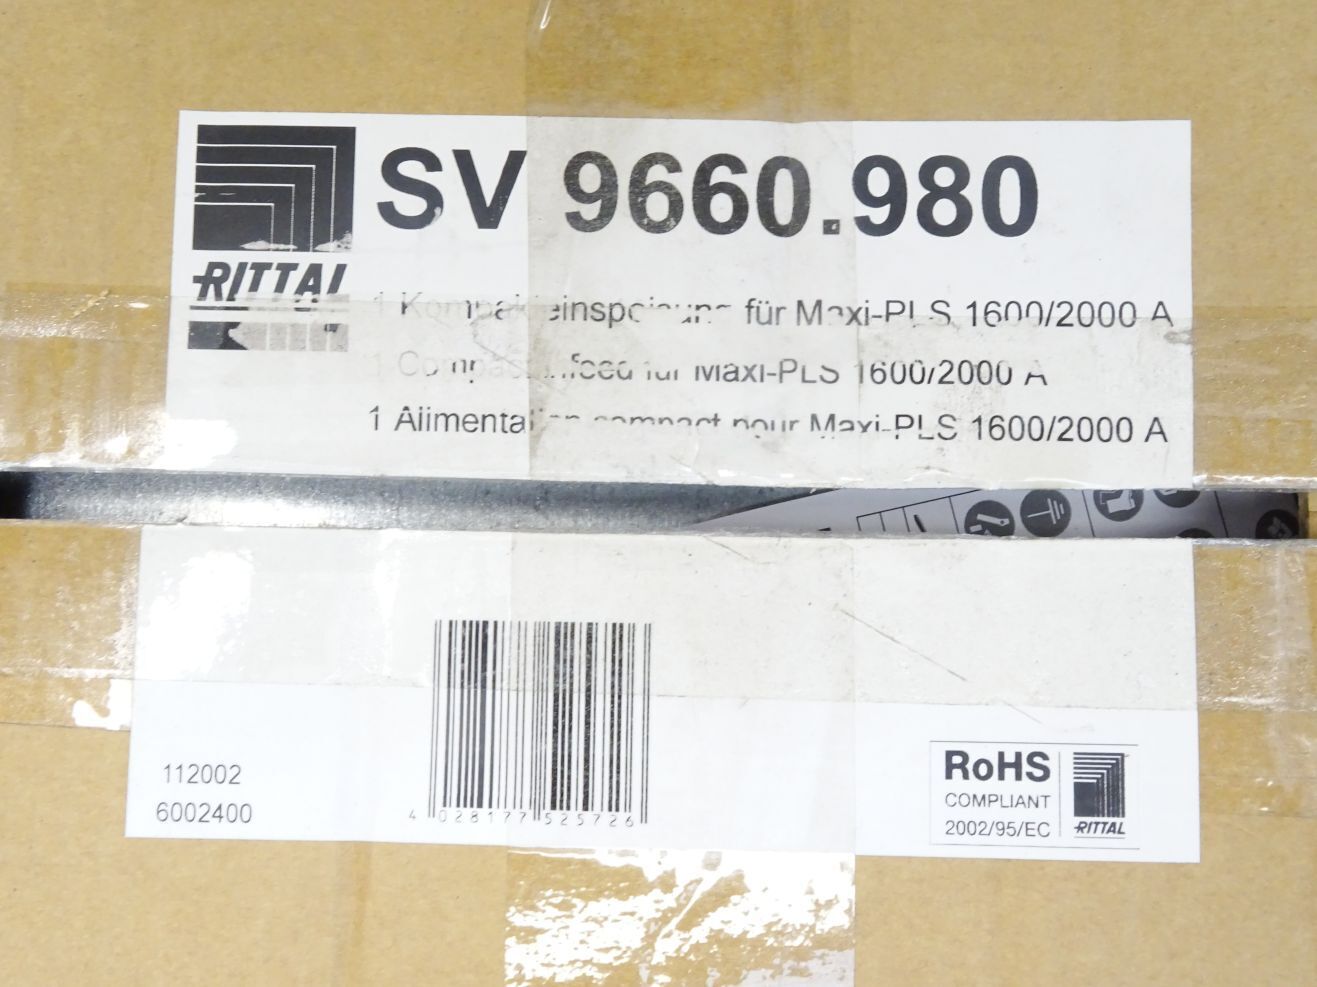 SV 9660.980
RITTAL
1 Kompakteinspeisung für Maxi-PLS 1600/2000 A
1 Compact infeed for Maxi-PLS 1600/2000 A
1 Alimentation compact pour Maxi-PLS 1600/2000 A
112002
6002400
4 028177 525726
RoHS
COMPLIANT
2002/95/EC
RITTAL